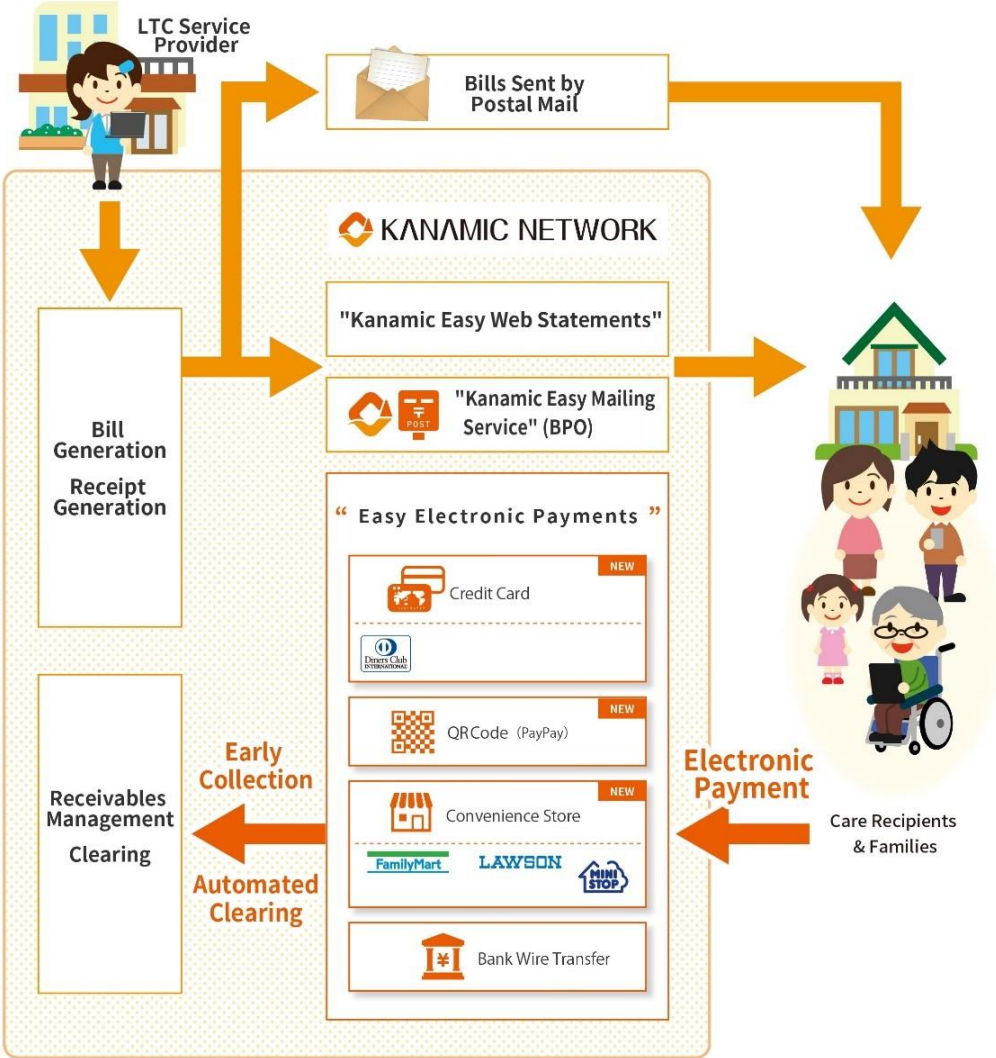 LTC Service
Provider
Bills Sent by
Postal Mail
KANAMIC NETWORK
"Kanamic Easy Web Statements"
POST
"Kanamic Easy Mailing
Service" (BPO)
Bill
Generation
Receipt
Generation
“ Easy Electronic Payments ”
NEW
Credit Card
Diners Club
INTERNATIONAL
NEW
QRCode (PayPay)
NEW
Convenience Store
FamilyMart
LAWSON
MINI
STOP
¥
Bank Wire Transfer
Early
Collection
Automated
Clearing
Receivables
Management
Clearing
Electronic
Payment
Care Recipients
& Families